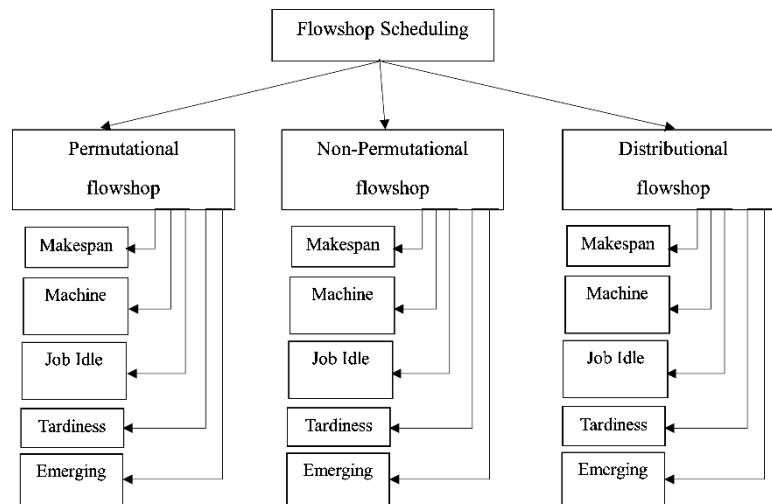 Flowshop Scheduling
Permutational
flowshop
Makespan
Machine
Job Idle
Tardiness
Emerging
Non-Permutational
flowshop
Makespan
Machine
Job Idle
Tardiness
Emerging
Distributional
flowshop
Makespan
Machine
Job Idle
Tardiness
Emerging